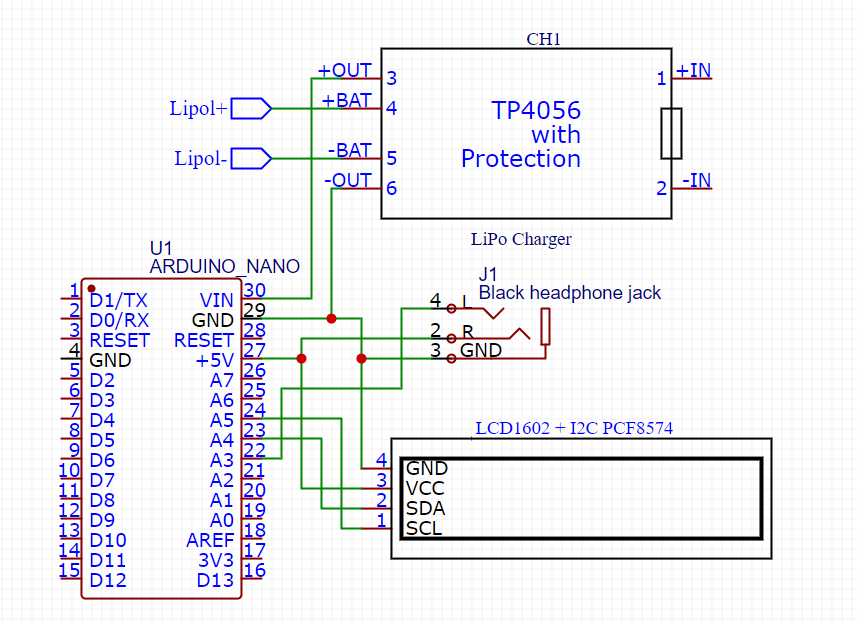 CH1
+OUT 3
1 +IN
Lipol+
+BAT 4
TP4056
with
Protection
Lipol-
-BAT 5
-OUT 6
2 -IN
LiPo Charger
U1
ARDUINO_NANO
J1
Black headphone jack
1 D1/TX VIN 30
2 D0/RX GND 29
3 RESET RESET 28
4 GND +5V 27
5 D2 A7 26
6 D3 A6 25
7 D4 A5 24
8 D5 A4 23
9 D6 A3 22
10 D7 A2 21
11 D8 A1 20
12 D9 A0 19
13 D10 AREF 18
14 D11 3V3 17
15 D12 D13 16
4 L
2 R
3 GND
LCD1602 + I2C PCF8574
4 GND
3 VCC
2 SDA
1 SCL